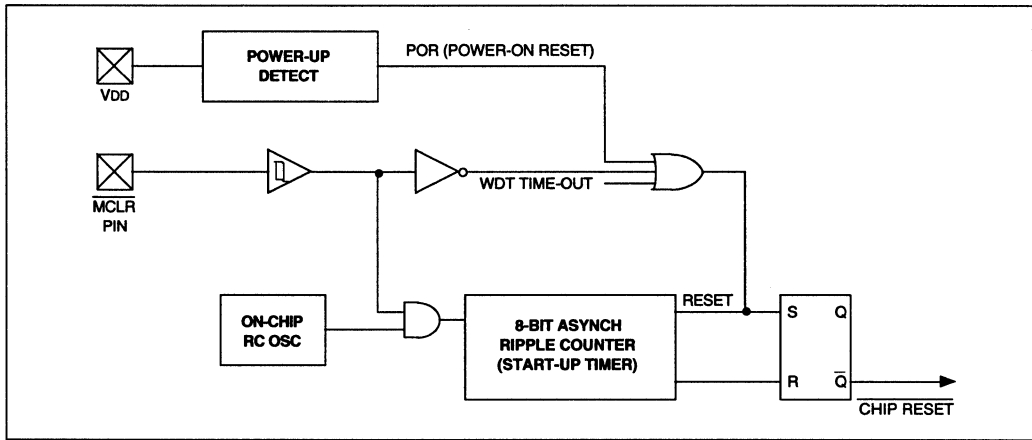 POWER-UP
DETECT
POR (POWER-ON RESET)
VDD
MCLR
PIN
WDT TIME-OUT
ON-CHIP
RC OSC
8-BIT ASYNCH
RIPPLE COUNTER
(START-UP TIMER)
RESET
S Q
R Q̅
CHIP RESET